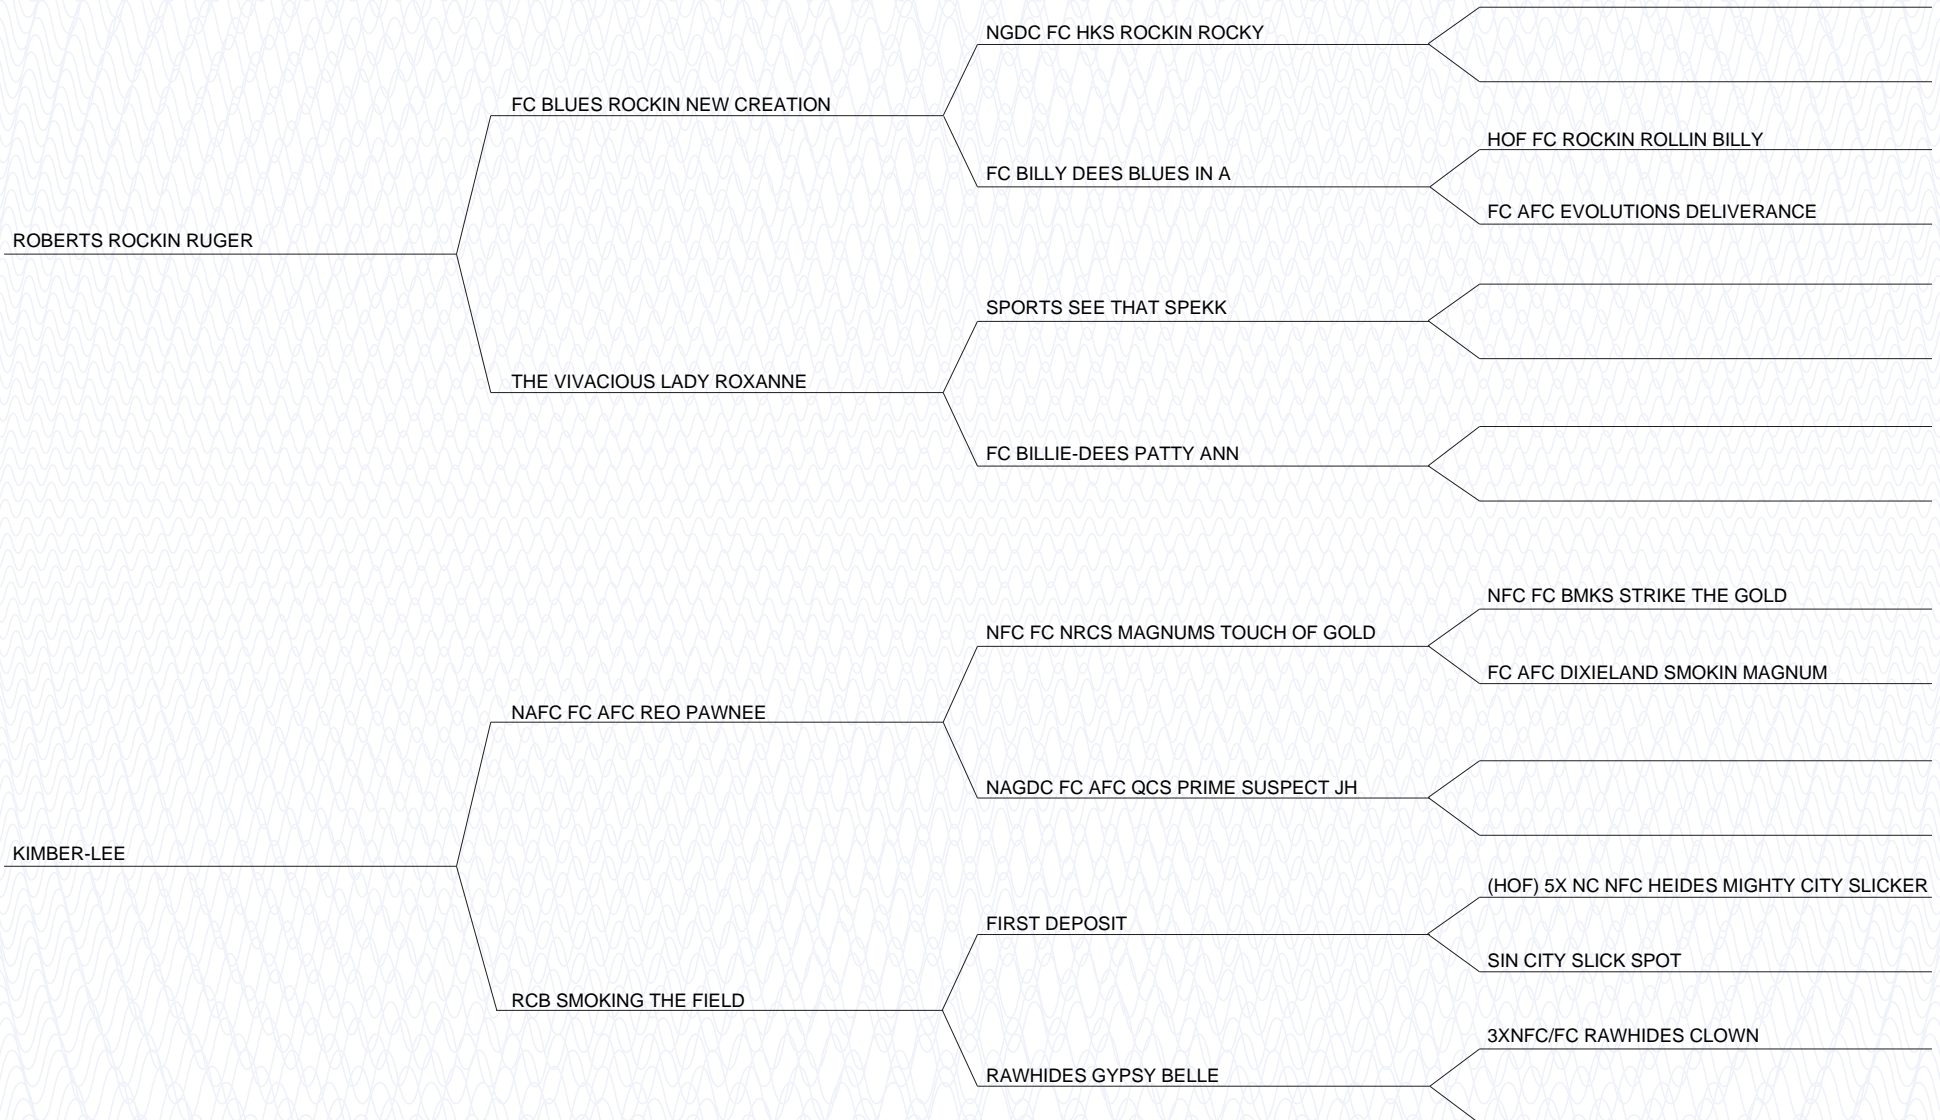 NGDC FC HKS ROCKIN ROCKY
FC BLUES ROCKIN NEW CREATION
HOF FC ROCKIN ROLLIN BILLY
FC BILLY DEES BLUES IN A
FC AFC EVOLUTIONS DELIVERANCE
ROBERTS ROCKIN RUGER
SPORTS SEE THAT SPEKK
THE VIVACIOUS LADY ROXANNE
FC BILLIE-DEES PATTY ANN
NFC FC BMKS STRIKE THE GOLD
NFC FC NRCS MAGNUMS TOUCH OF GOLD
FC AFC DIXIELAND SMOKIN MAGNUM
NAFC FC AFC REO PAWNEE
NAGDC FC AFC QCS PRIME SUSPECT JH
KIMBER-LEE
(HOF) 5X NC NFC HEIDES MIGHTY CITY SLICKER
FIRST DEPOSIT
SIN CITY SLICK SPOT
RCB SMOKING THE FIELD
3XNFC/FC RAWHIDES CLOWN
RAWHIDES GYPSY BELLE